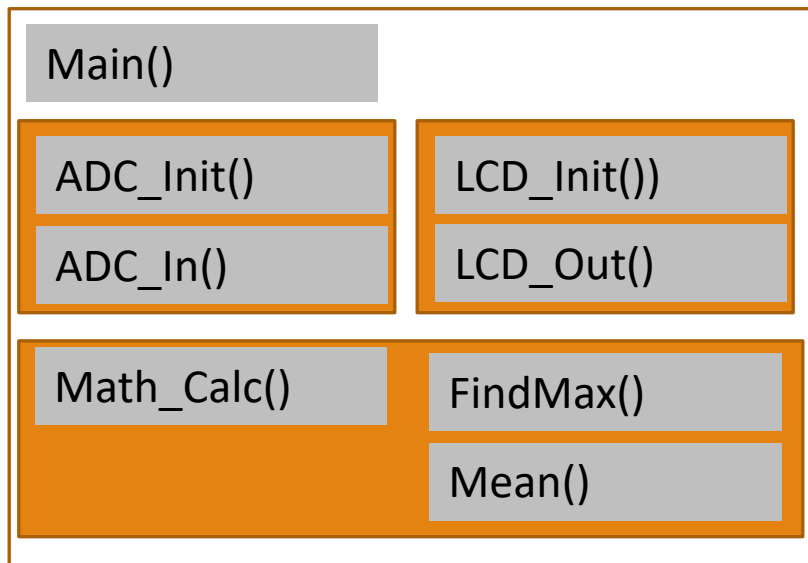 Main()
ADC_Init()
ADC_In()
LCD_Init())
LCD_Out()
Math_Calc()
FindMax()
Mean()